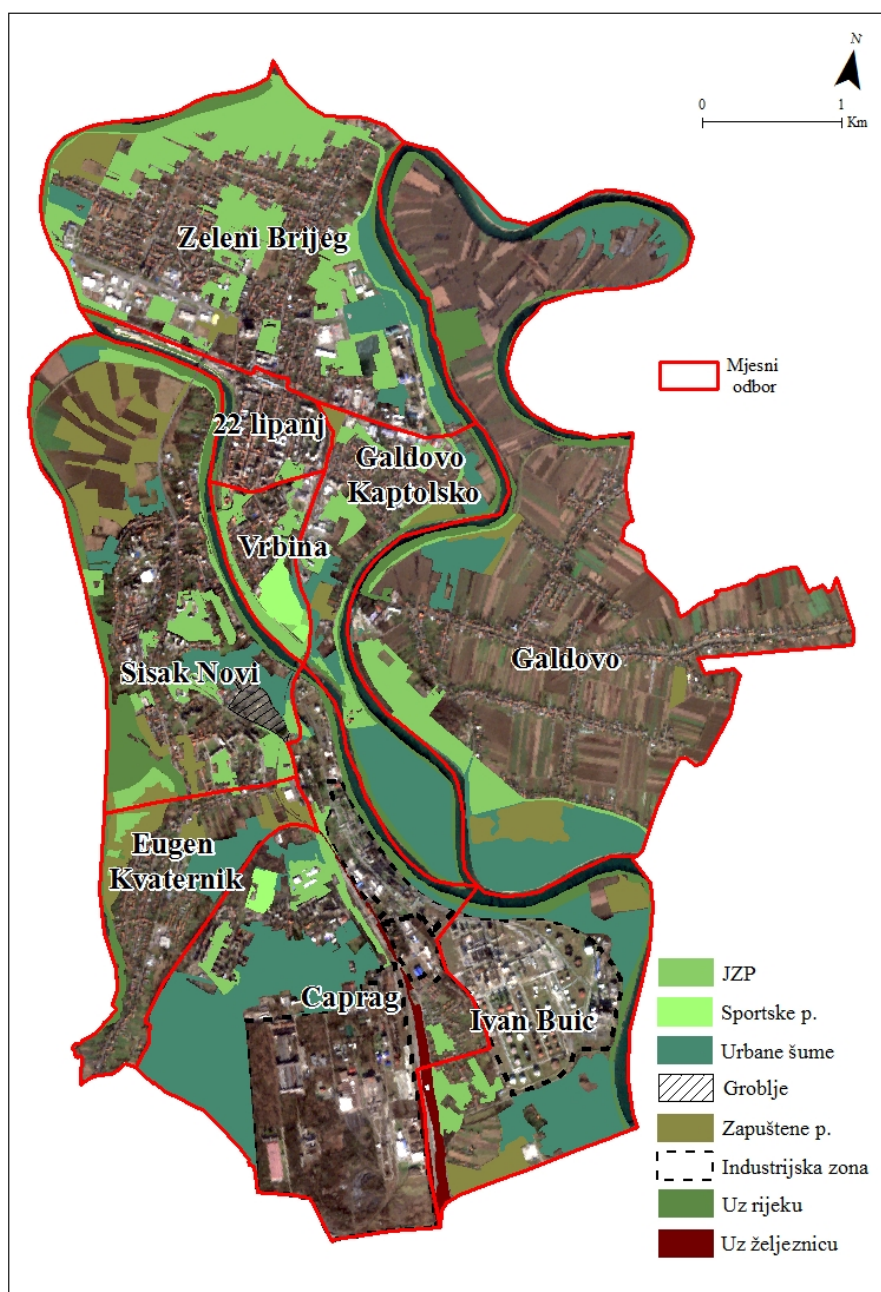 N
0 1
Km
Zeleni Brijeg
Mjesni
odbor
22 lipanj
Galdovo
Kaptolsko
Vrbina
Galdovo
Sisak Novi
Eugen
Kvaternik
Caprag
Ivan Buić
JZP
Sportske p.
Urbane šume
Groblje
Zapuštene p.
Industrijska zona
Uz rijeku
Uz željeznicu